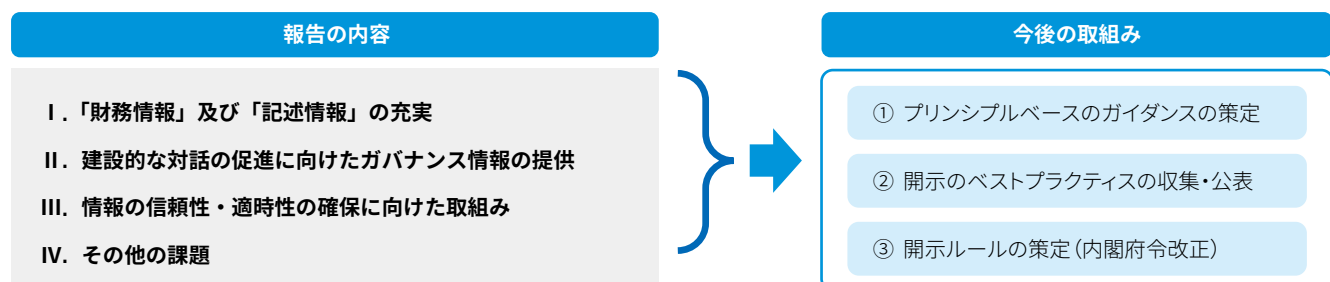 報告の内容
Ⅰ.「財務情報」及び「記述情報」の充実
Ⅱ. 建設的な対話の促進に向けたガバナンス情報の提供
Ⅲ. 情報の信頼性・適時性の確保に向けた取組み
Ⅳ. その他の課題
今後の取組み
① プリンシプルベースのガイダンスの策定
② 開示のベストプラクティスの収集・公表
③ 開示ルールの策定(内閣府令改正)